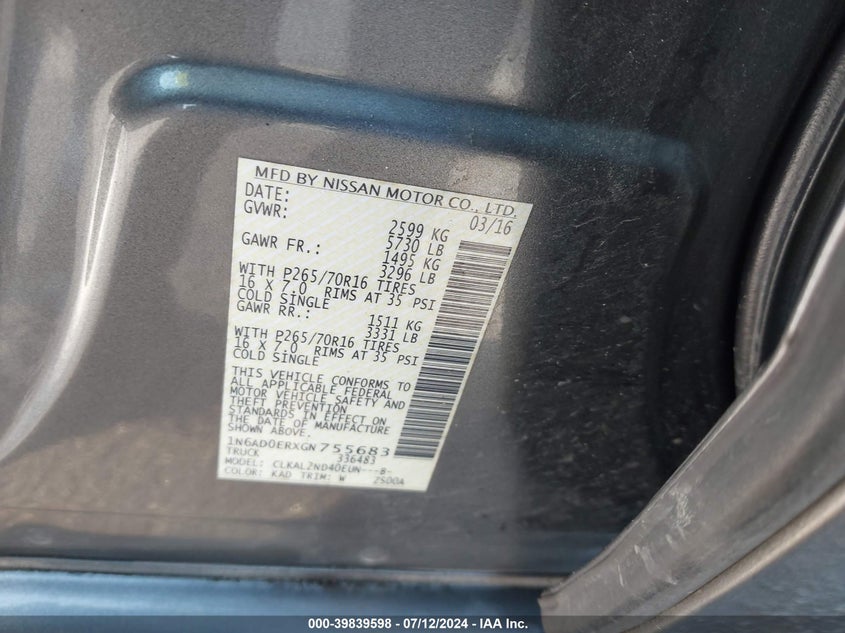 MFD BY NISSAN MOTOR CO., LTD.
DATE: 03/16
GVWR: 2599 KG
5730 LB
GAWR FR.: 1495 KG
3296 LB
WITH P265/70R16 TIRES
16 X 7.0 RIMS AT 35 PSI
COLD SINGLE
GAWR RR.: 1511 KG
3331 LB
WITH P265/70R16 TIRES
16 X 7.0 RIMS AT 35 PSI
COLD SINGLE
THIS VEHICLE CONFORMS TO
ALL APPLICABLE FEDERAL
MOTOR VEHICLE SAFETY AND
THEFT PREVENTION
STANDARDS IN EFFECT ON
THE DATE OF MANUFACTURE
SHOWN ABOVE.
1N6AD0ERXGN755683
TRUCK 336483
MODEL: CLKALZND40EUN---B-
COLOR: KAD TRIM: W ZS00A
000-39839598 - 07/12/2024 - IAA Inc.